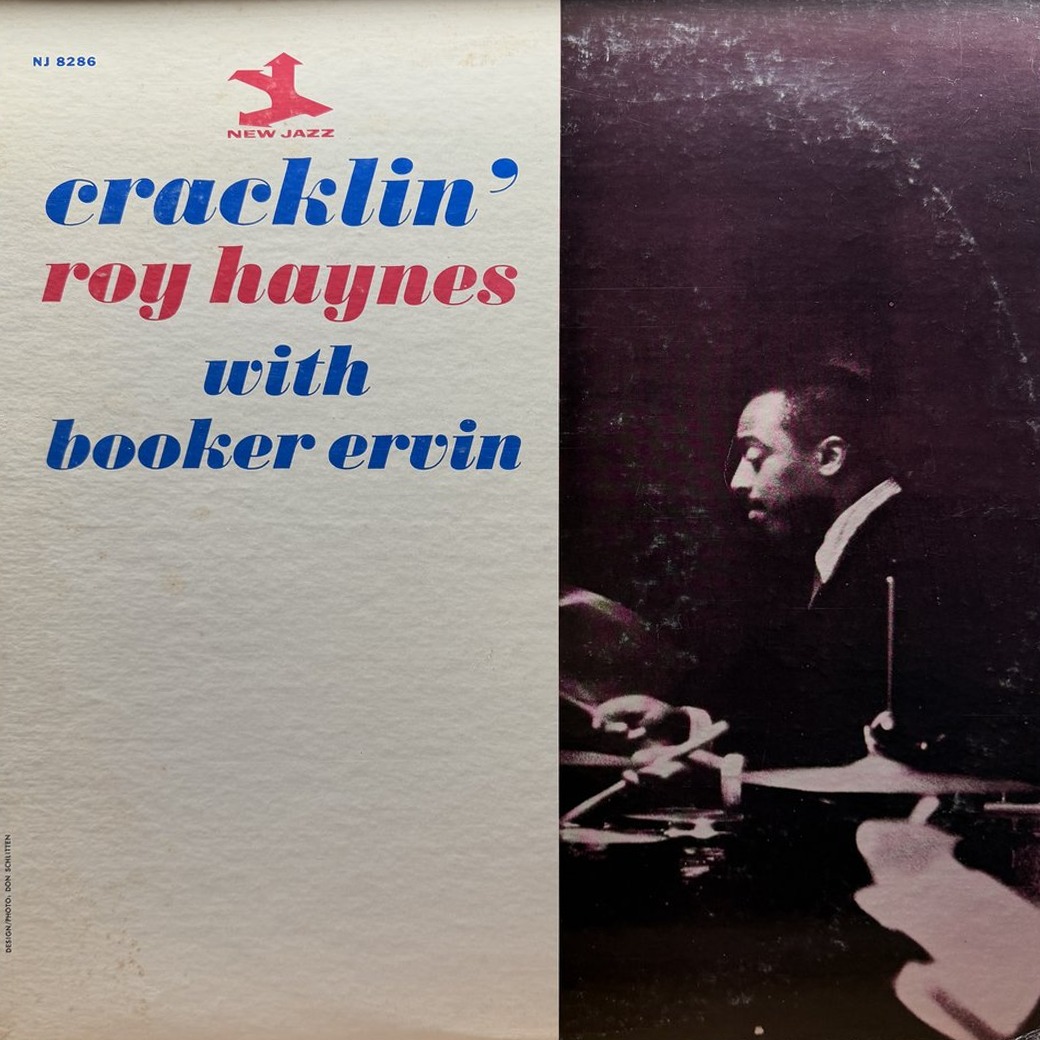 NJ 8286
NEW JAZZ
cracklin’
roy haynes
with
booker ervin
DESIGN/PHOTO: DON SCHLITTEN